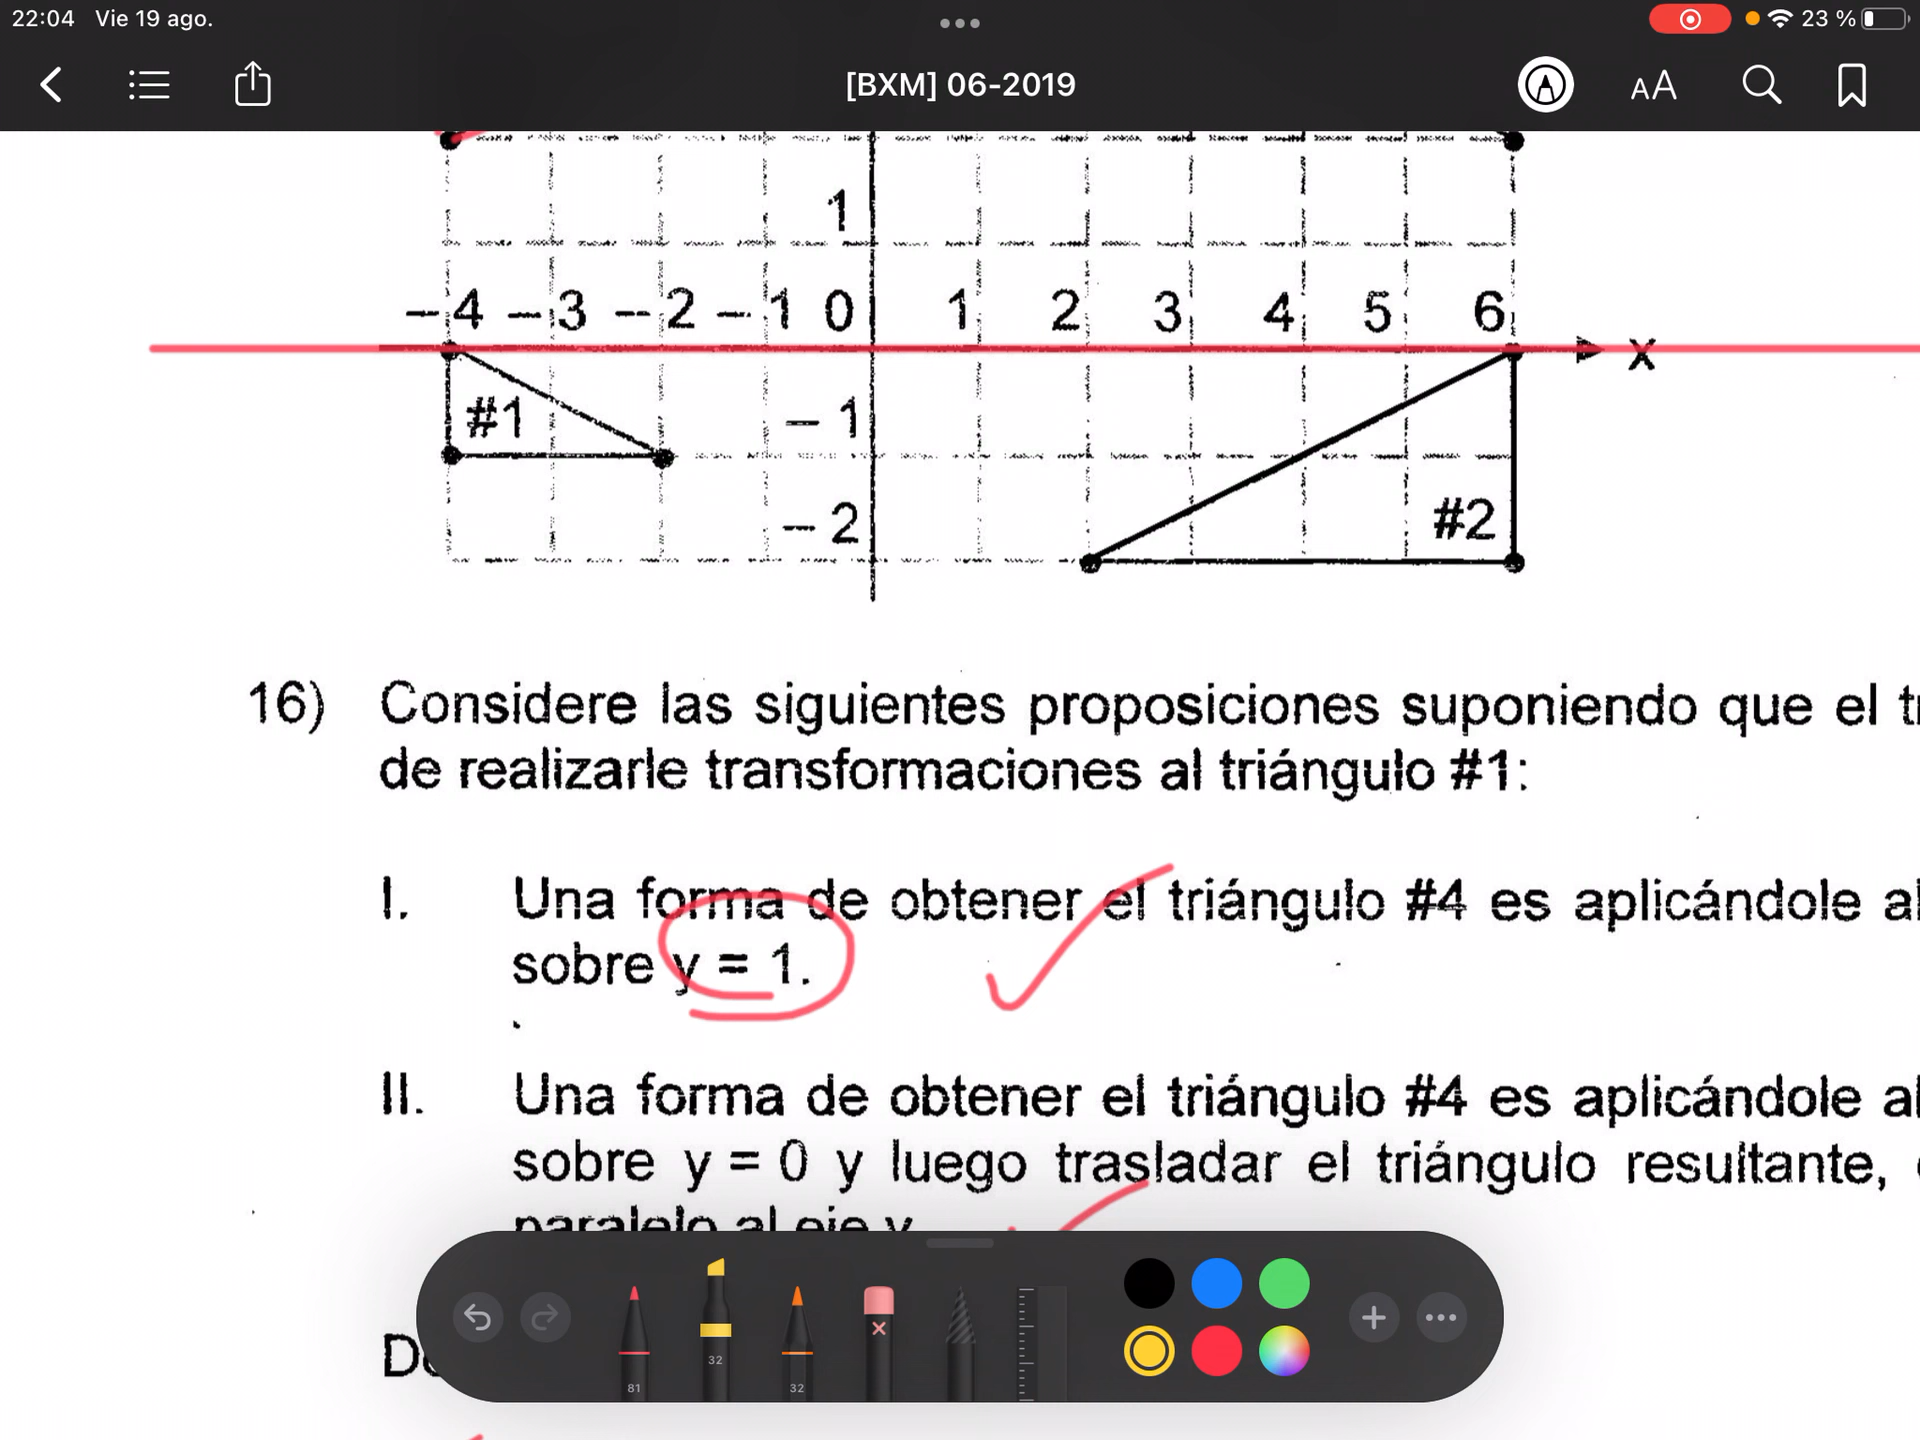 22:04 Vie 19 ago.
23 %
[BXM] 06-2019
AA
1
-4 -3 -2 -1 0 1 2 3 4 5 6
x
#1
-1
#2
-2
16) Considere las siguientes proposiciones suponiendo que el
de realizarle transformaciones al triángulo #1:
I. Una forma de obtener el triángulo #4 es aplicándole
sobre y = 1.
II. Una forma de obtener el triángulo #4 es aplicándole
sobre y = 0 y luego trasladar el triángulo resultante,
paralelo al eje y
81
32
32